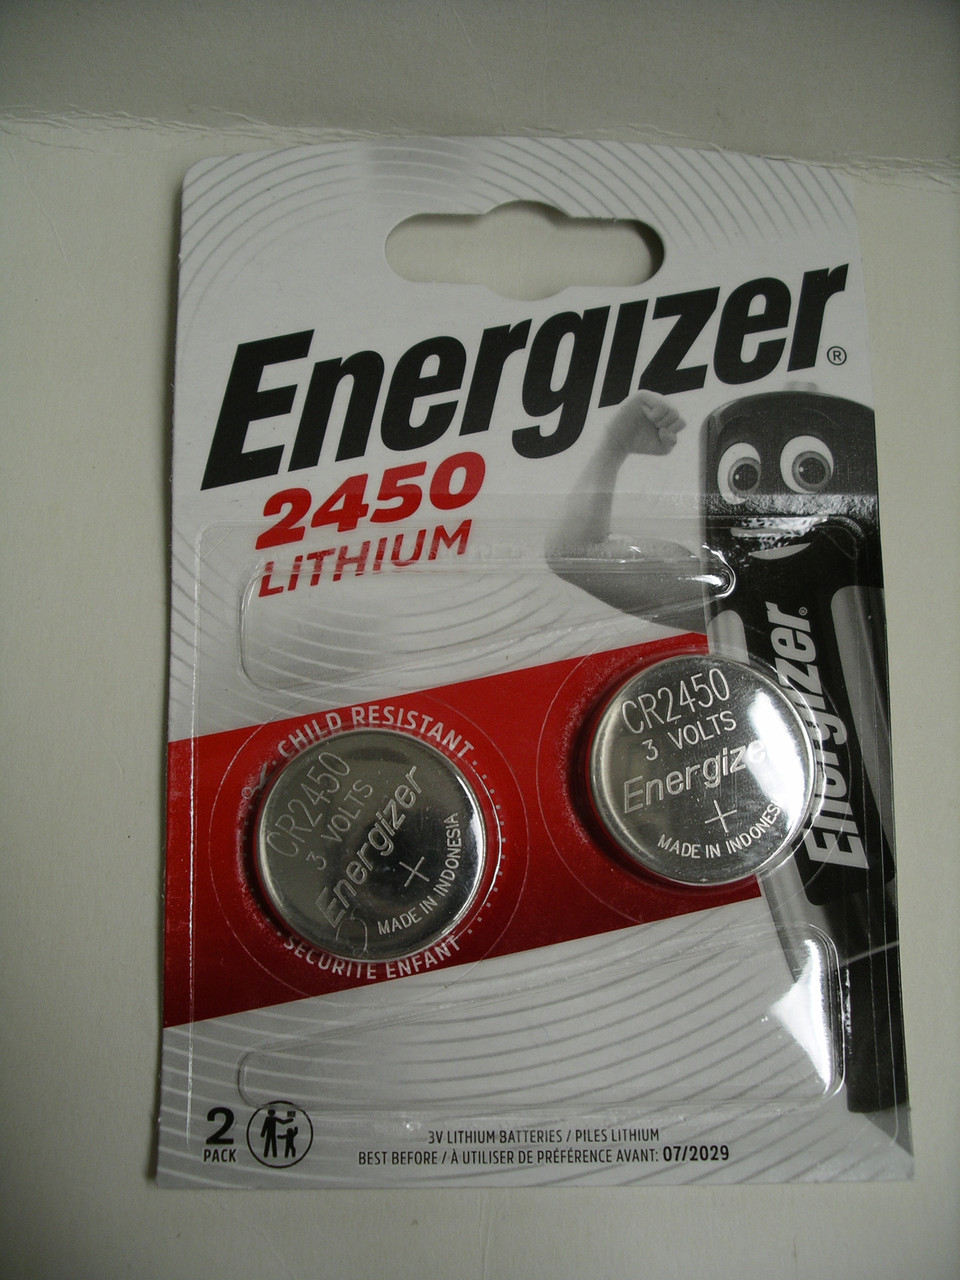 Energizer®
2450
LITHIUM
Energizer®
CHILD RESISTANT
CR2450
3 VOLTS
Energizer
+
MADE IN INDONESIA
SÉCURITÉ ENFANT
CR2450
3 VOLTS
Energize
+
MADE IN INDONES
2
PACK
3V LITHIUM BATTERIES / PILES LITHIUM
BEST BEFORE / À UTILISER DE PRÉFÉRENCE AVANT: 07/2029